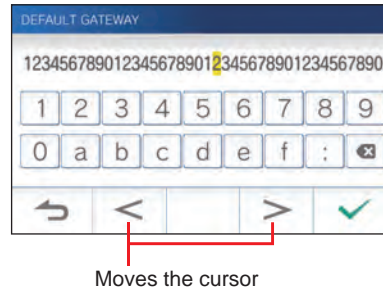 DEFAULT GATEWAY
1234567890123456789012345678901234567890
1 2 3 4 5 6 7 8 9
0 a b c d e f :
< >
Moves the cursor